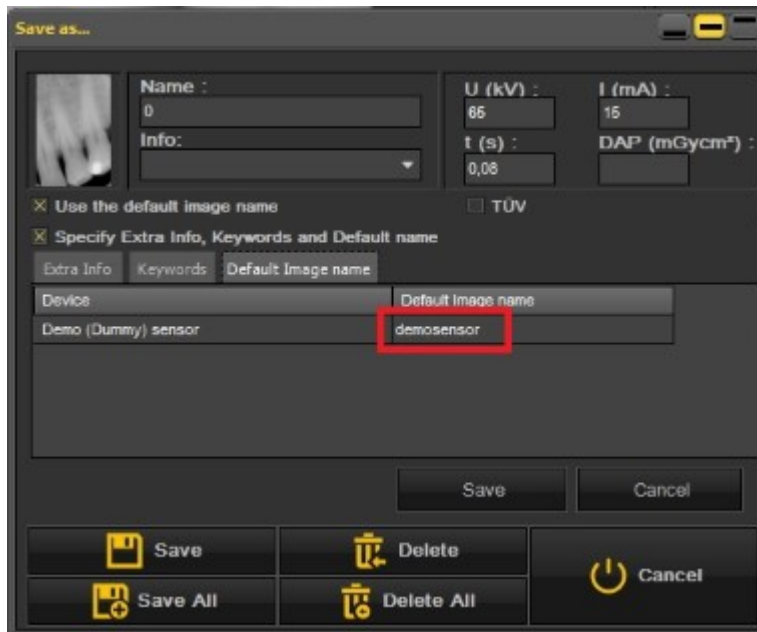 Save as...
Name :
0
Info:
U (kV) :
65
I (mA) :
15
t (s) :
0,08
DAP (mGycm²) :
Use the default image name
TÜV
Specify Extra Info, Keywords and Default name
Extra Info Keywords Default Image name
Device Default Image name
Demo (Dummy) sensor demosensor
Save Cancel
Save Delete
Cancel
Save All Delete All